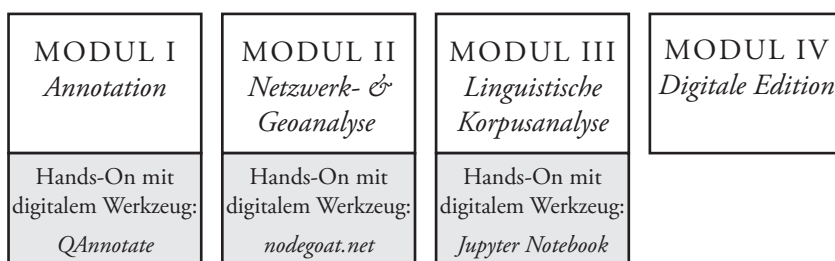 MODUL I
Annotation
Hands-On mit
digitalem Werkzeug:
QAnnotate
MODUL II
Netzwerk- &
Geoanalyse
Hands-On mit
digitalem Werkzeug:
nodegoat.net
MODUL III
Linguistische
Korpusanalyse
Hands-On mit
digitalem Werkzeug:
Jupyter Notebook
MODUL IV
Digitale Edition